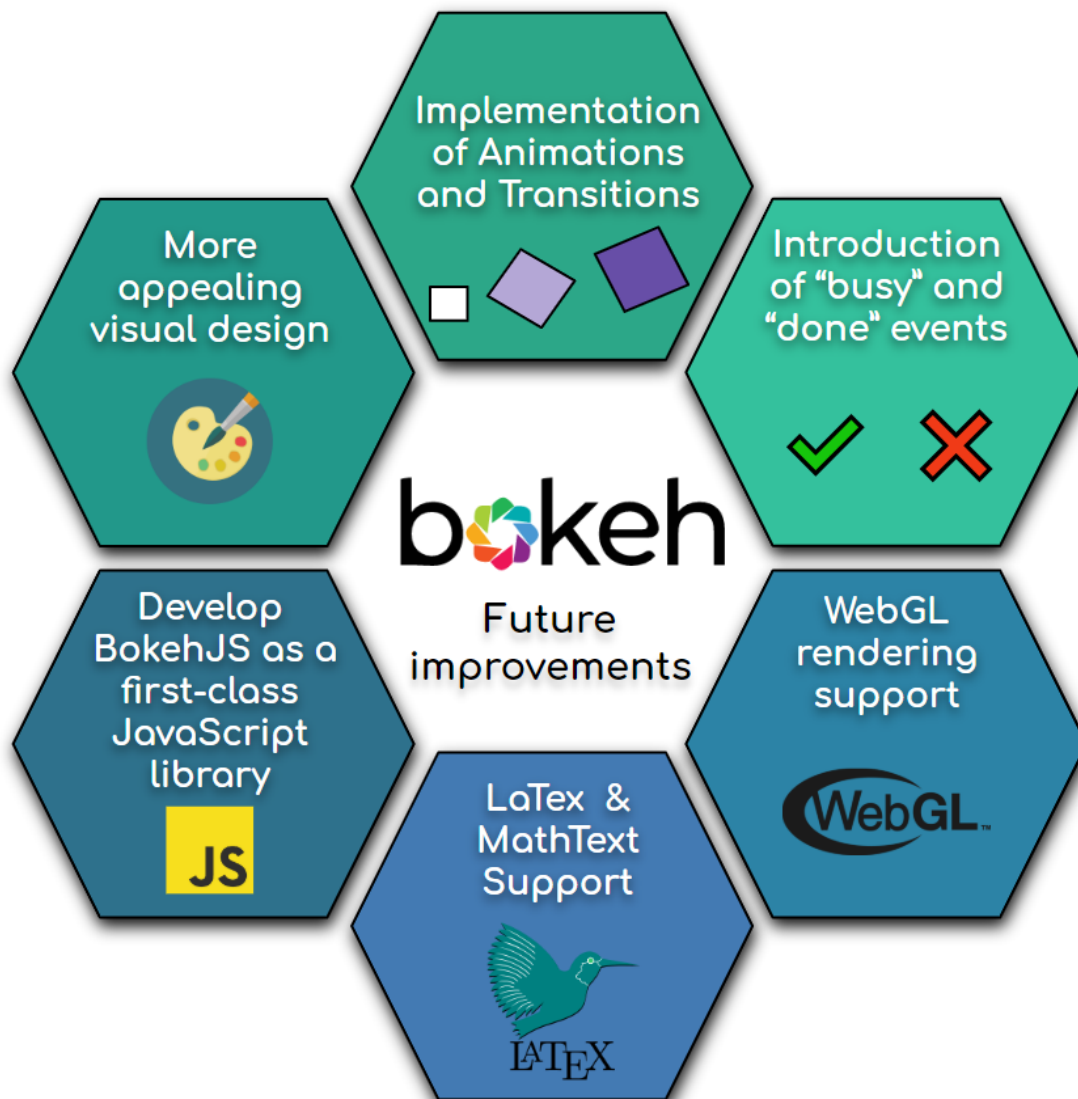 Implementation
of Animations
and Transitions
More
appealing
visual design
Introduction
of “busy” and
“done” events
bokeh
Future
improvements
Develop
BokehJS as a
first-class
JavaScript
library
JS
WebGL
rendering
support
WebGL™
LaTex &
MathText
Support
LATEX